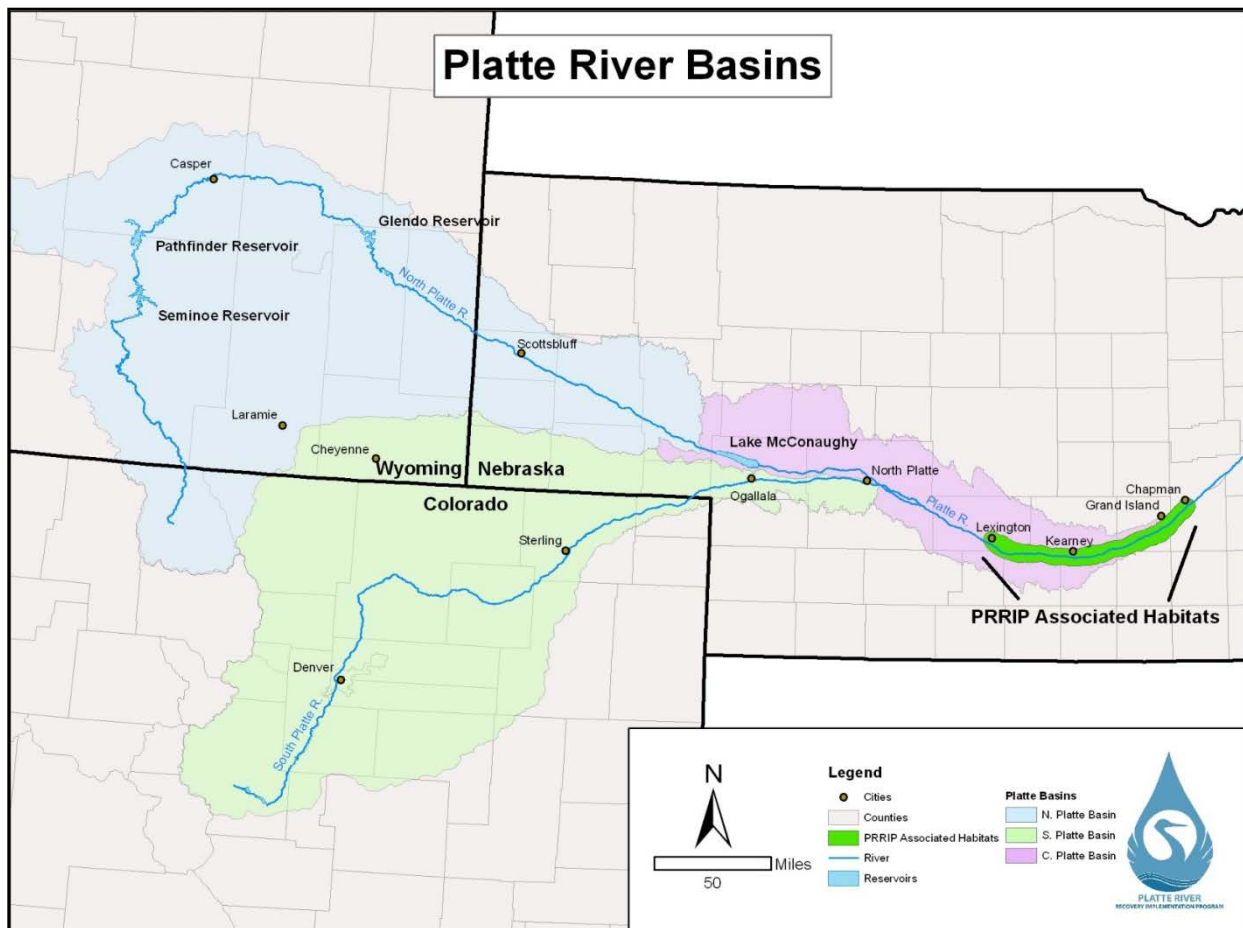 Platte River Basins
Casper
Glendo Reservoir
Pathfinder Reservoir
North Platte R.
Seminoe Reservoir
Scottsbluff
Laramie
Cheyenne
Wyoming
Nebraska
Colorado
Lake McConaughy
North Platte
Ogallala
Platte R.
Chapman
Grand Island
Lexington
Kearney
Sterling
PRRIP Associated Habitats
Denver
South Platte R.
N
Miles
50
Legend
Cities
Counties
PRRIP Associated Habitats
River
Reservoirs
Platte Basins
N. Platte Basin
S. Platte Basin
C. Platte Basin
PLATTE RIVER
RECOVERY IMPLEMENTATION PROGRAM